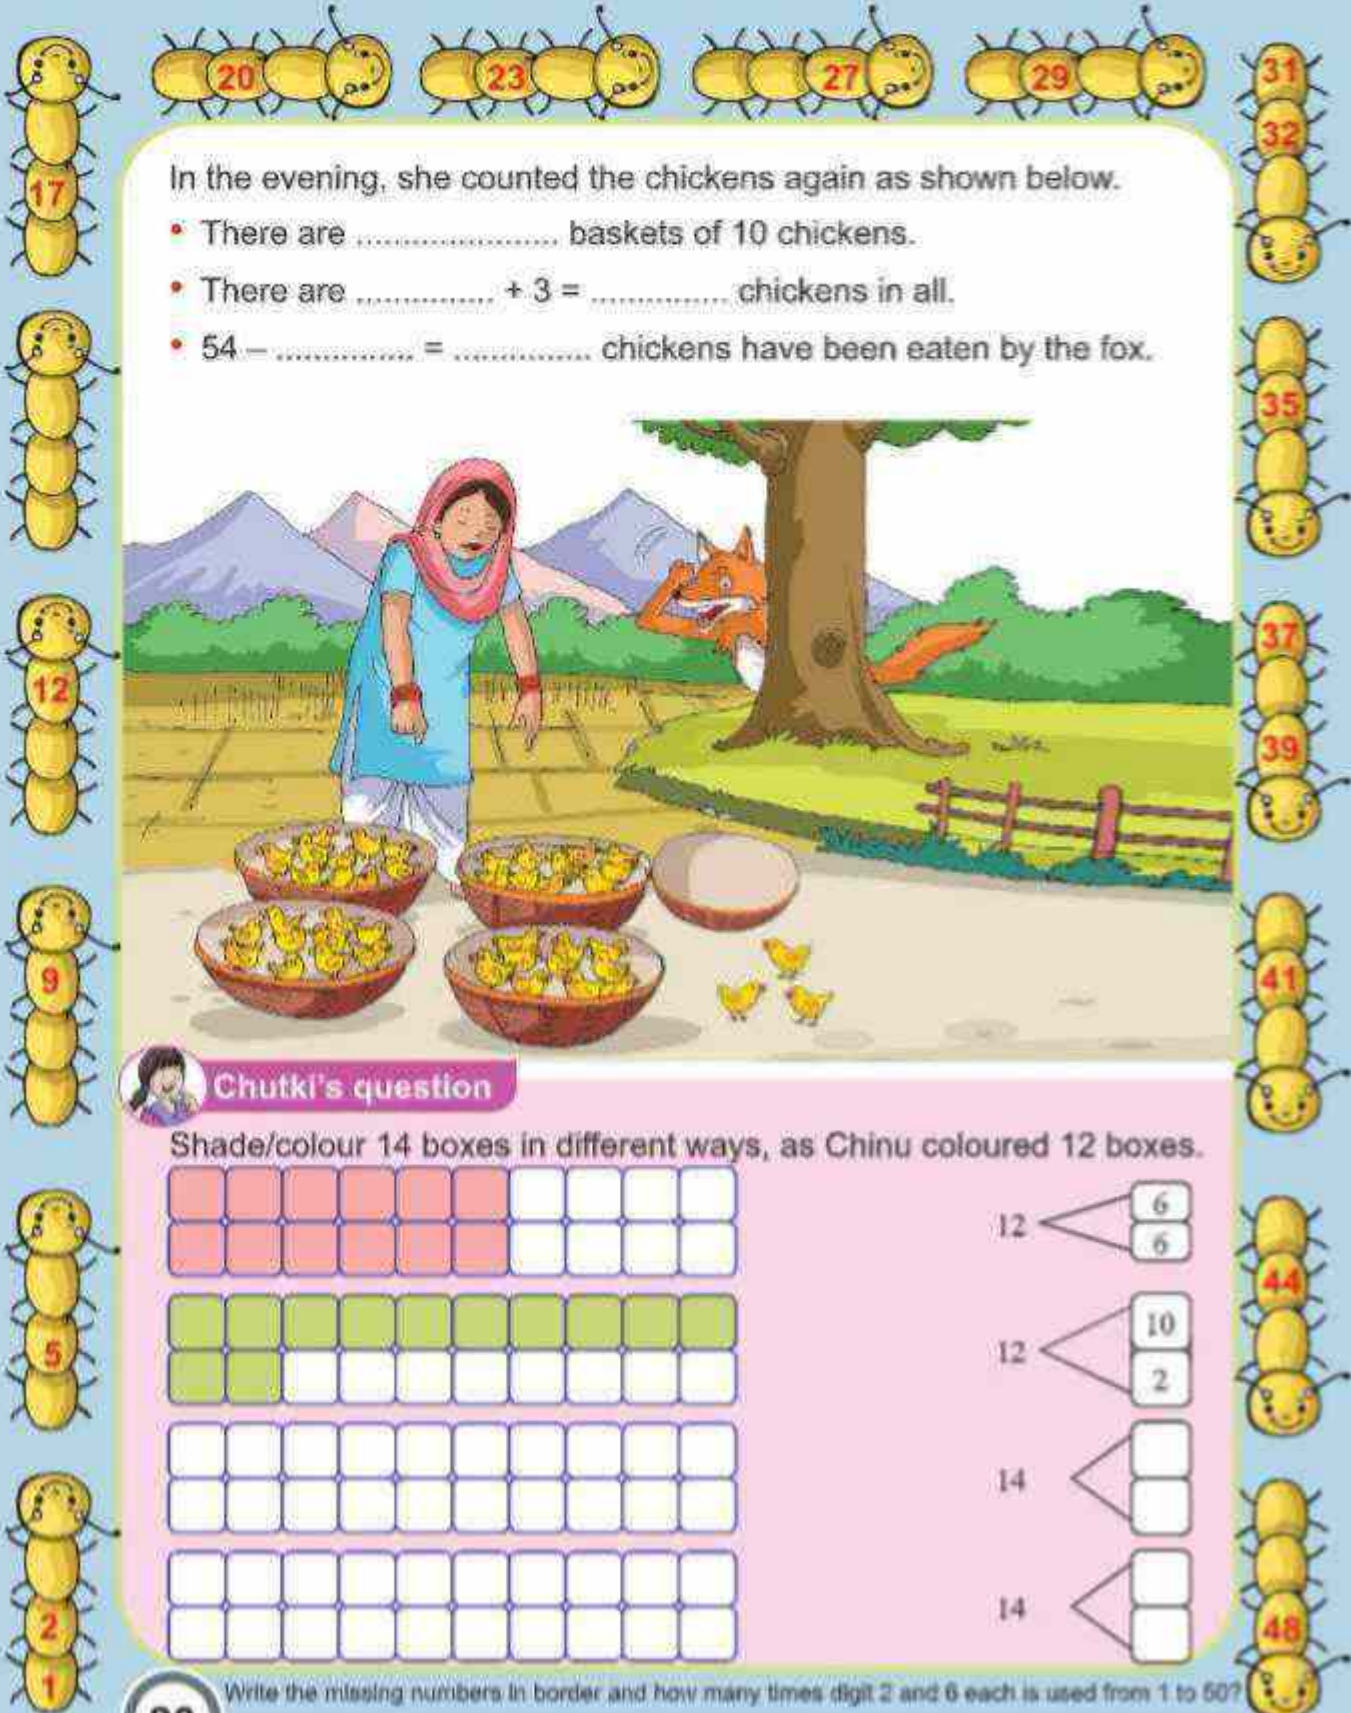 20 23 27 29
31
32
17
In the evening, she counted the chickens again as shown below.
• There are ...................... baskets of 10 chickens.
• There are ............... + 3 = ............... chickens in all.
35
• 54 – ............... = ............... chickens have been eaten by the fox.
37
12
39
9
41
Chutki's question
Shade/colour 14 boxes in different ways, as Chinu coloured 12 boxes.
12 6
6
44
5
12 10
2
14
14
2
48
1
Write the missing numbers in border and how many times digit 2 and 6 each is used from 1 to 50?